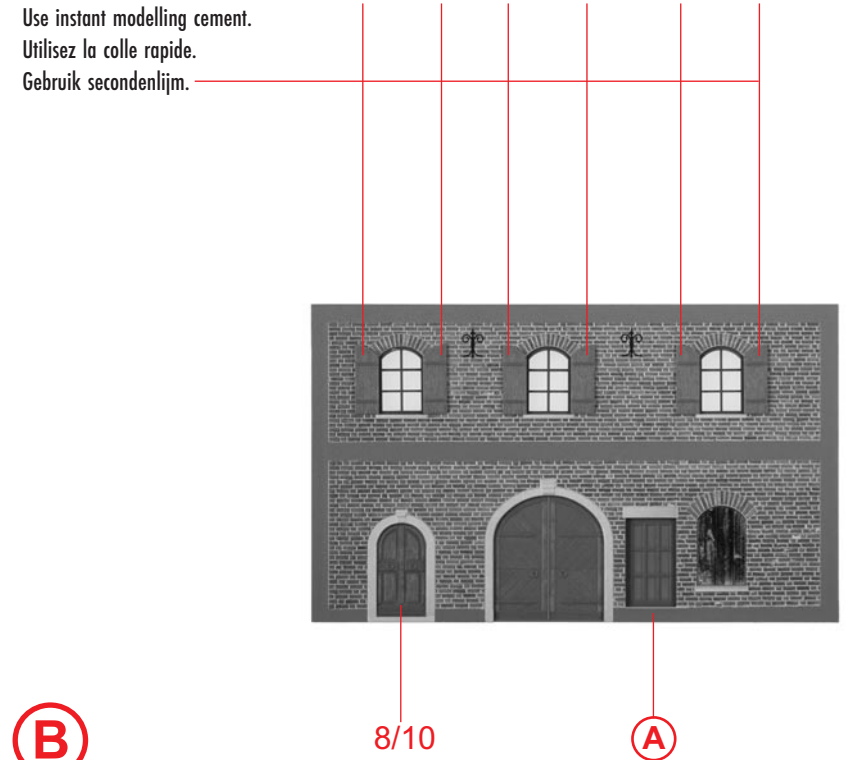 Use instant modelling cement.
Utilisez la colle rapide.
Gebruik secondenlijm.
B
8/10
A